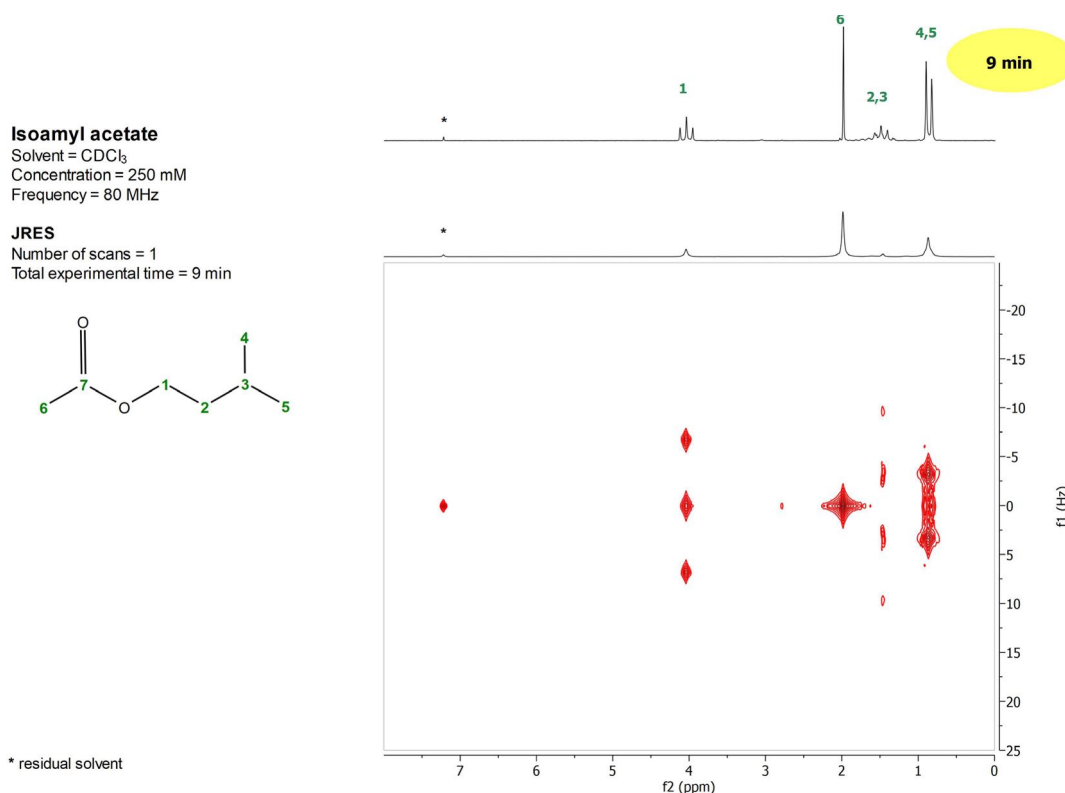 Isoamyl acetate
Solvent = CDCl₃
Concentration = 250 mM
Frequency = 80 MHz
JRES
Number of scans = 1
Total experimental time = 9 min
O
4
7
1
3
6
O
2
5
* residual solvent
6
4,5
9 min
1
2,3
*
*
-20
-15
-10
-5
0
5
10
15
20
25
f1 (Hz)
7 6 5 4 3 2 1 0
f2 (ppm)